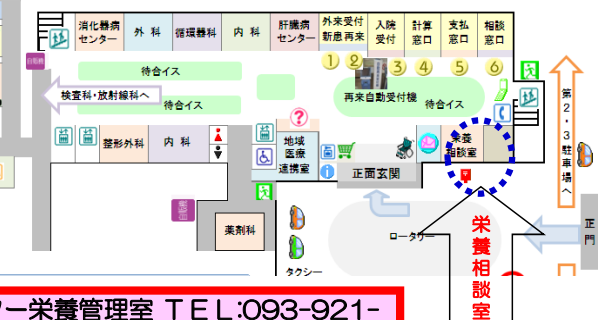 消化器病
センター
外 科
循環器科
内 科
肝臓病
センター
外来受付
新患再来
入院
受付
計算
窓口
支払
窓口
相談
窓口
①
②
③
④
⑤
⑥
待合イス
検査科・放射線科へ
待合イス
再来自動受付機
待合イス
第2・3駐車場へ
整形外科
内 科
?
地域
医療
連携室
正面玄関
栄養
相談室
薬剤科
ロータリー
タクシー
正門
栄養相談室
ター栄養管理室 TEL:093-921-